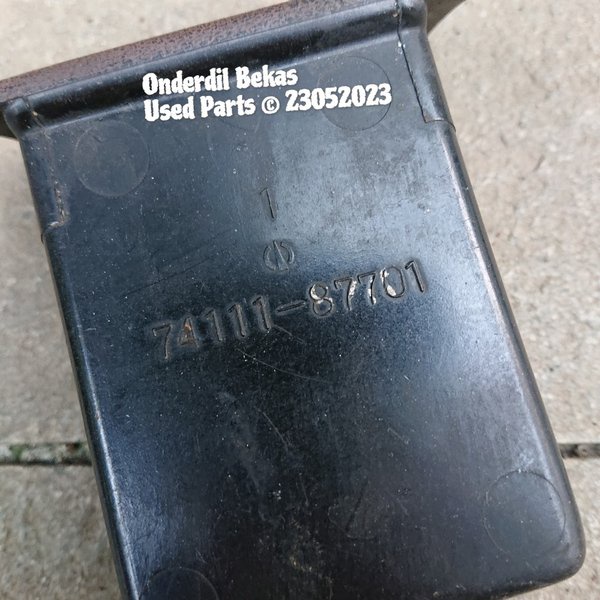 Onderdil Bekas
Used Parts © 23052023
1
74111-87701